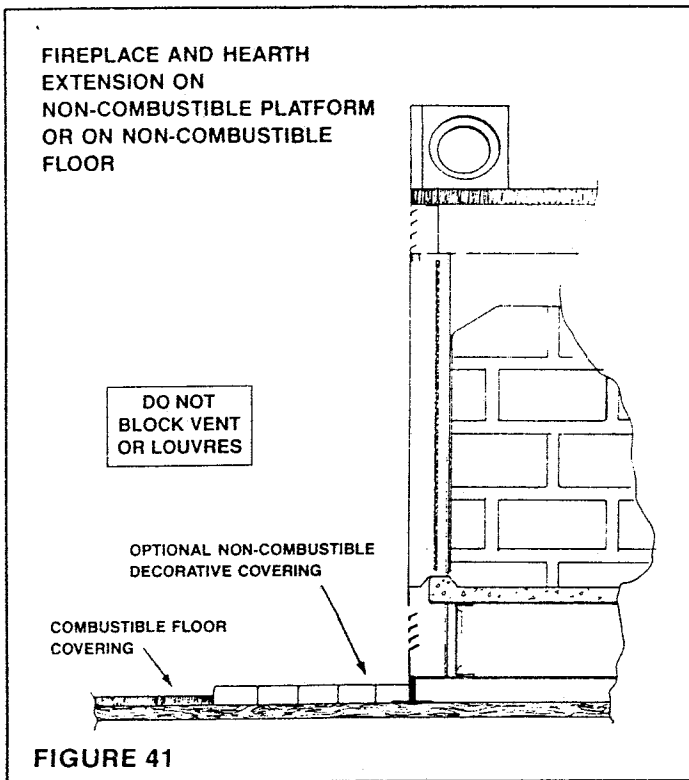 FIREPLACE AND HEARTH
EXTENSION ON
NON-COMBUSTIBLE PLATFORM
OR ON NON-COMBUSTIBLE
FLOOR
DO NOT
BLOCK VENT
OR LOUVRES
OPTIONAL NON-COMBUSTIBLE
DECORATIVE COVERING
COMBUSTIBLE FLOOR
COVERING
FIGURE 41